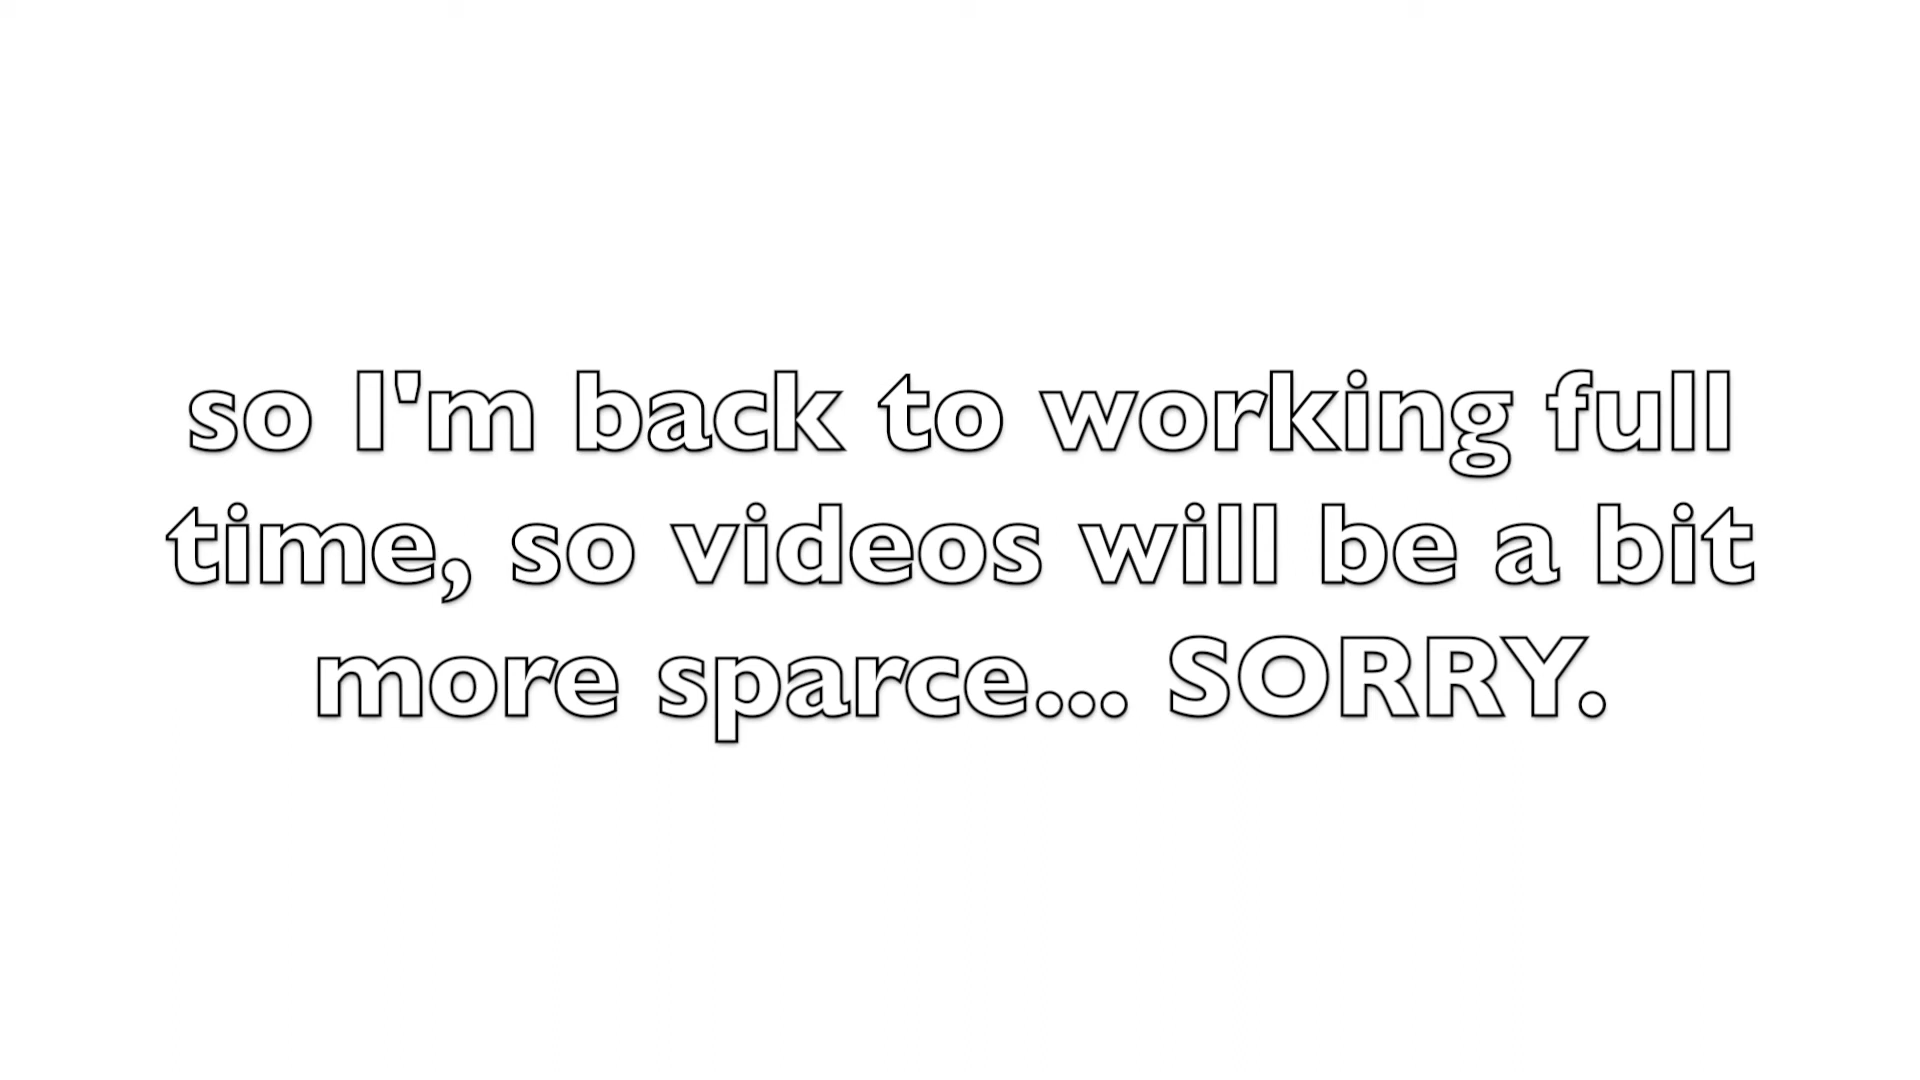 so I'm back to working full
time, so videos will be a bit
more sparce... SORRY.